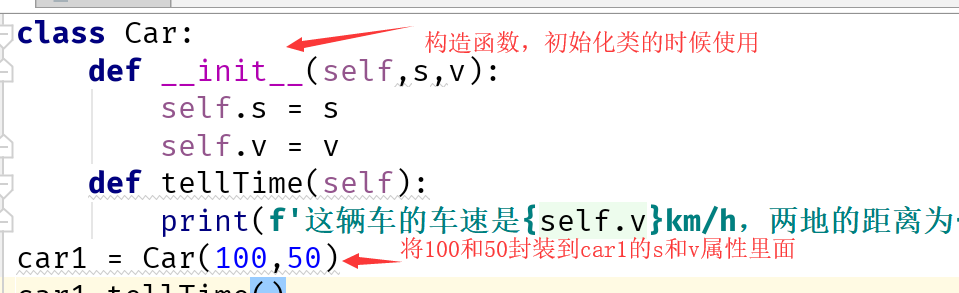 class Car:
构造函数，初始化类的时候使用
def __init__(self,s,v):
self.s = s
self.v = v
def tellTime(self):
print(f'这辆车的车速是{self.v}km/h，两地的距离为
将100和50封装到car1的s和v属性里面
car1 = Car(100,50)
car1.tellTime()